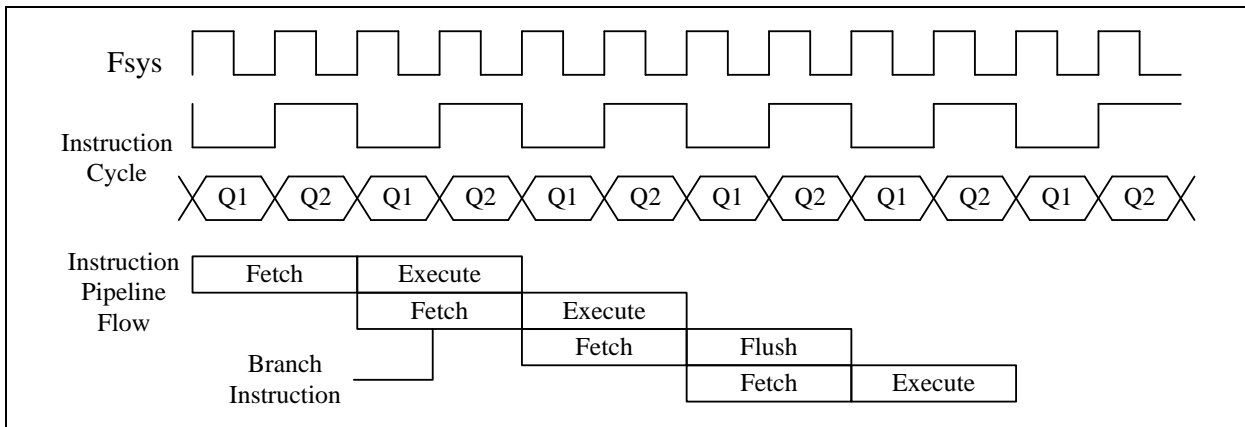 Fsys
Instruction
Cycle
Q1 Q2 Q1 Q2 Q1 Q2 Q1 Q2 Q1 Q2 Q1 Q2
Instruction
Pipeline
Flow
Fetch Execute
Fetch Execute
Fetch Flush
Fetch Execute
Branch
Instruction